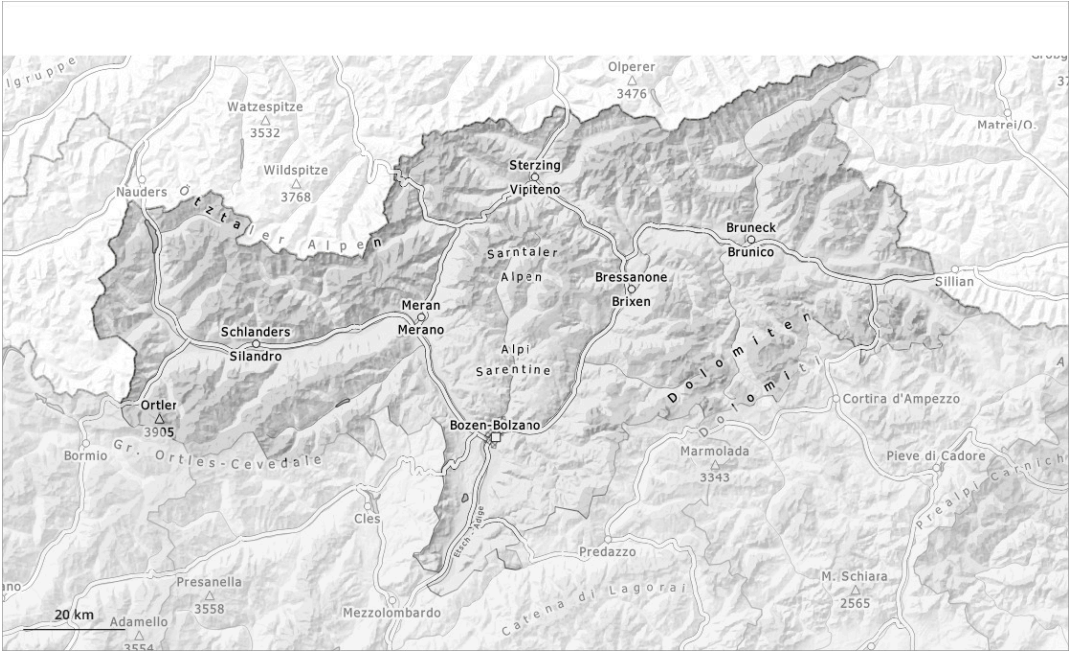 lgruppe
Olperer
3476
Watzespitze
3532
Matrei/O.
Sterzing
Vipiteno
Wildspitze
3768
Nauders
Ötztaler Alpen
Bruneck
Brunico
Sarntaler
Alpen
Bressanone
Brixen
Sillian
Meran
Merano
Schlanders
Silandro
Alpi
Sarentine
Dolomiten
Dolomiti
Ortler
3905
Cortina d'Ampezzo
Bozen-Bolzano
Gr. Ortles-Cevedale
Bormio
Marmolada
3343
Pieve di Cadore
Prealpi Carnich
Cles
Etsch - Adige
Predazzo
Presanella
3558
M. Schiara
2565
Mezzolombardo
Catena di Lagorai
20 km
Adamello
3554